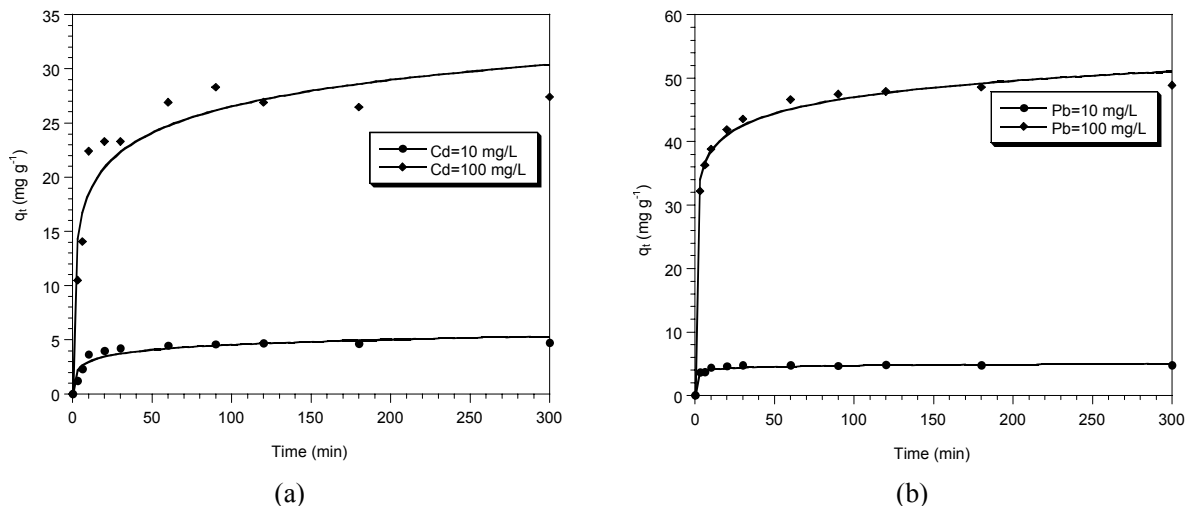 35
30
25
20
15
10
5
0
qt (mg g-1)
0 50 100 150 200 250 300
Time (min)
Cd=10 mg/L
Cd=100 mg/L
(a)
60
50
40
30
20
10
0
qt (mg g-1)
0 50 100 150 200 250 300
Time (min)
Pb=10 mg/L
Pb=100 mg/L
(b)